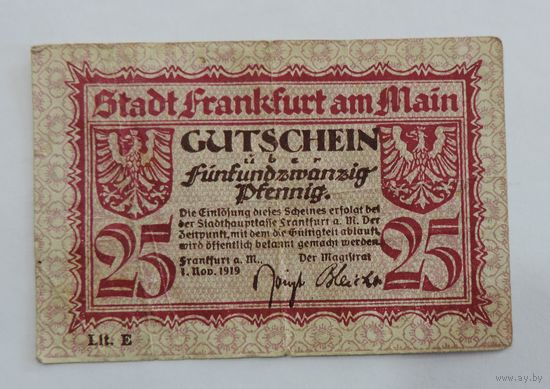 Stadt Frankfurt am Main
GUTSCHEIN
über
Fünfundzwanzig
Pfennig.
Die Einlösung dieses Scheines erfolgt bei
der Stadthauptkasse Frankfurt a. M. Der
Zeitpunkt, mit dem die Gültigkeit abläuft,
wird öffentlich bekannt gemacht werden.
Frankfurt a. M., Der Magistrat
1. Nov. 1919
25 25
Lit. E
www.ay.by